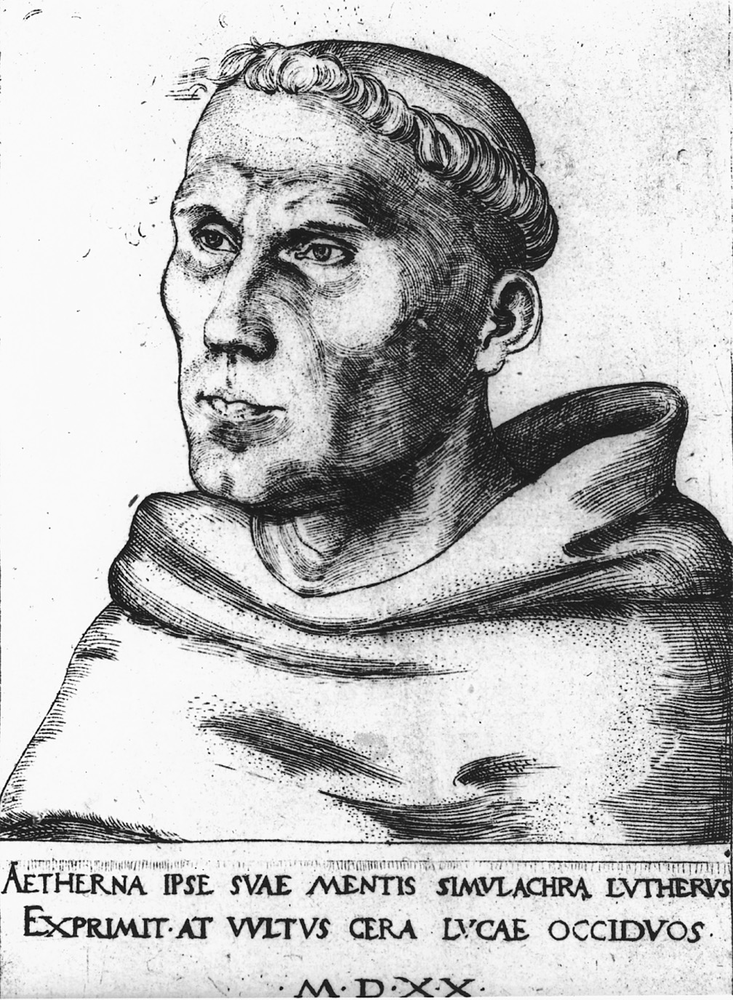 AETHERNA IPSE SVAE MENTIS SIMVLACHRA LVTHERVS
EXPRIMIT·AT VVLTVS CERA LVCAE OCCIDVOS·
·M·D·X·X·